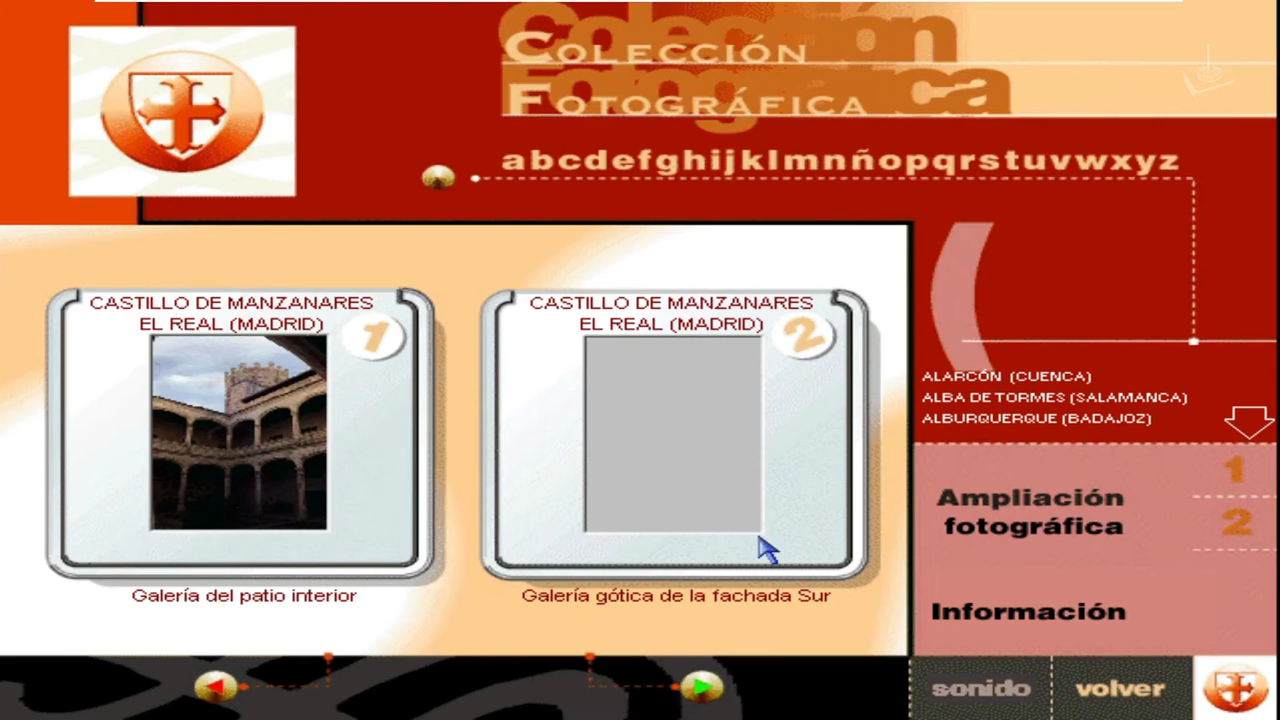 COLECCIÓN
FOTOGRÁFICA
abcdefghijklmnñopqrstuvwxyz
CASTILLO DE MANZANARES
EL REAL (MADRID)
1
Galería del patio interior
CASTILLO DE MANZANARES
EL REAL (MADRID)
2
Galería gótica de la fachada Sur
ALARCÓN (CUENCA)
ALBA DE TORMES (SALAMANCA)
ALBURQUERQUE (BADAJOZ)
Ampliación
fotográfica
1
2
Información
sonido
volver